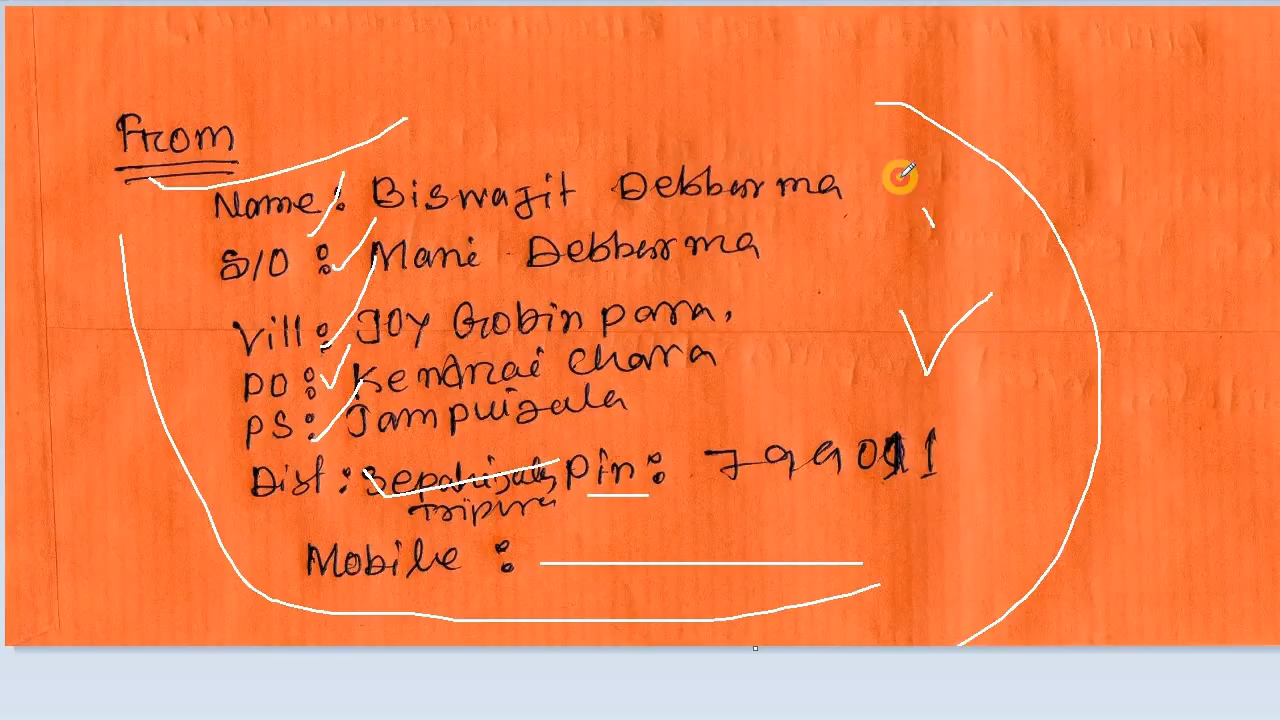 From
Name: Biswajit Debbarma
S/O : Mani Debbarma
Vill: Joy Gobin para,
PO: Kendrai chara
PS: Jampuijala
Dist: Sepahijala Pin: 799011
Tripura
Mobile :